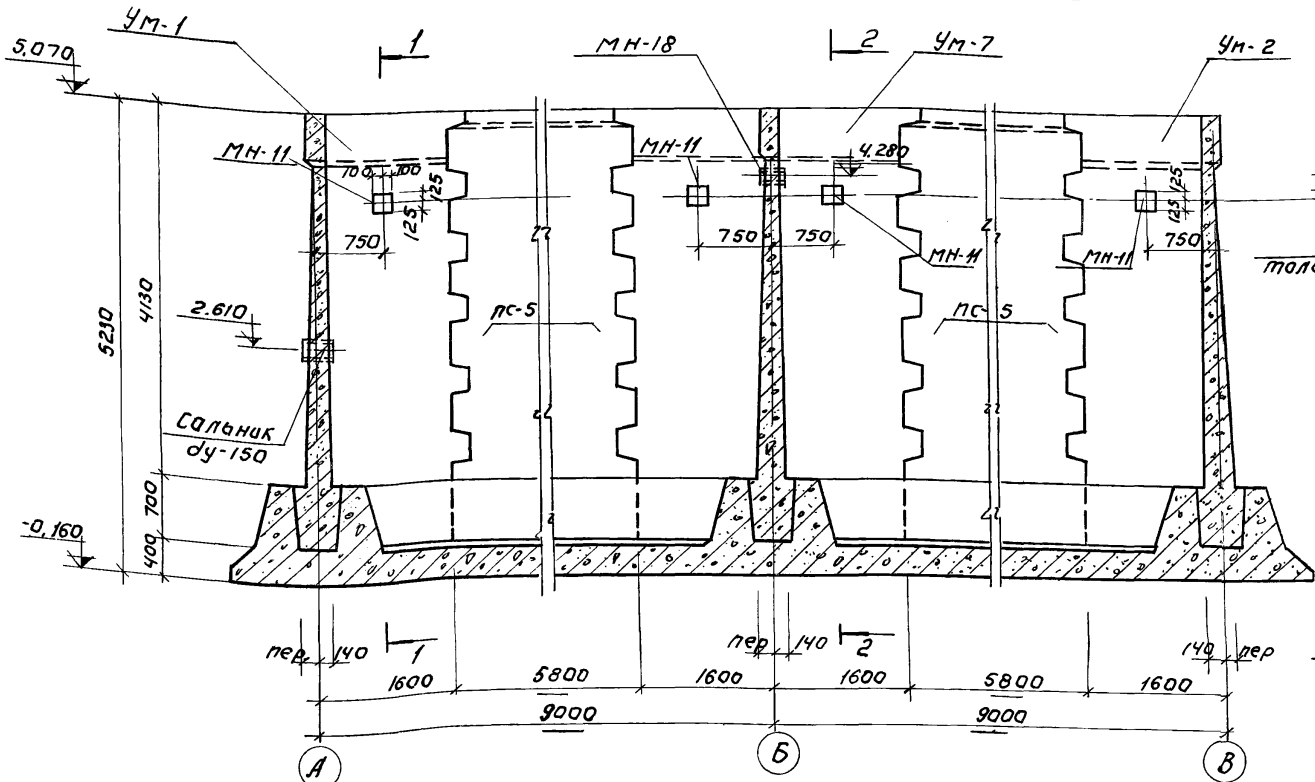 Ум-1
1
МН-18
2
Ум-7
Ум-2
5,070
МН-11
700
100
125
125
750
МН-11
4.280
125
125
750
750
750
МН-11
МН-11
5230
4130
2.610
ПС-5
ПС-5
Сальник
dу-150
700
-0,160
400
пер.
140
1
пер
140
2
140
пер
1600
5800
1600
1600
5800
1600
9000
9000
А
Б
В